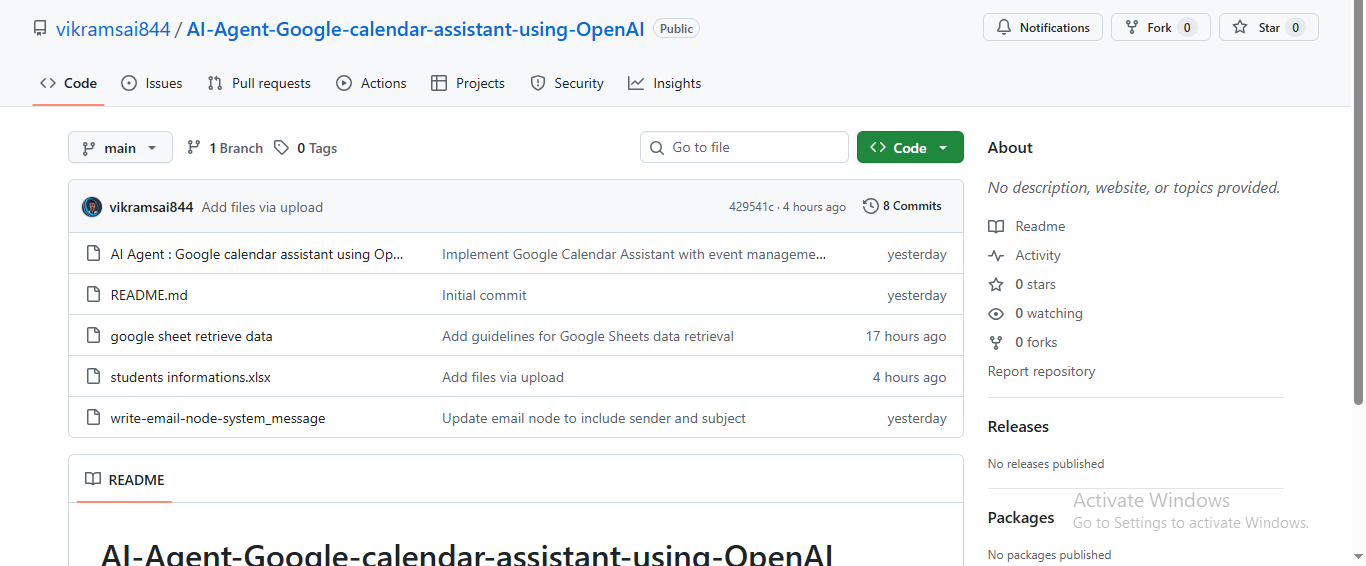 vikramsai844 / AI-Agent-Google-calendar-assistant-using-OpenAI Public
Notifications Fork 0 Star 0
Code Issues Pull requests Actions Projects Security Insights
main 1 Branch 0 Tags Go to file Code
vikramsai844 Add files via upload 429541c · 4 hours ago 8 Commits
AI Agent : Google calendar assistant using Op... Implement Google Calendar Assistant with event manageme... yesterday
README.md Initial commit yesterday
google sheet retrieve data Add guidelines for Google Sheets data retrieval 17 hours ago
students informations.xlsx Add files via upload 4 hours ago
write-email-node-system_message Update email node to include sender and subject yesterday
README
AI-Agent-Google-calendar-assistant-using-OpenAI
About
No description, website, or topics provided.
Readme
Activity
0 stars
0 watching
0 forks
Report repository
Releases
No releases published
Packages
No packages published
Activate Windows
Go to Settings to activate Windows.